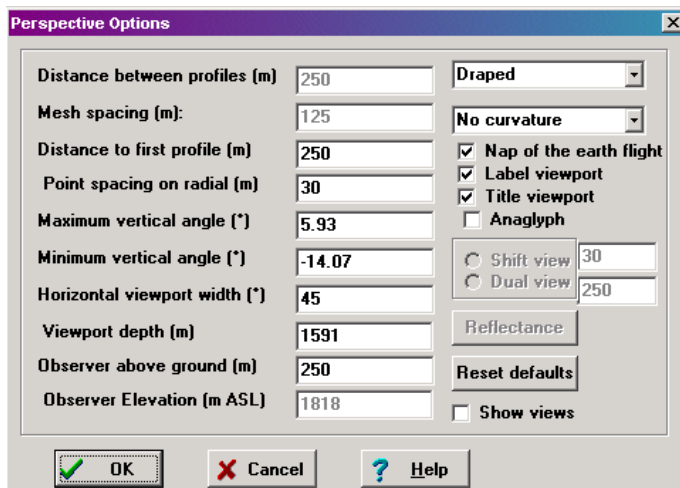 Perspective Options
Distance between profiles (m)
250
Draped
Mesh spacing (m):
125
No curvature
Distance to first profile (m)
250
Nap of the earth flight
Point spacing on radial (m)
30
Label viewport
Title viewport
Maximum vertical angle (°)
5.93
Anaglyph
Minimum vertical angle (°)
-14.07
Shift view
30
Dual view
250
Horizontal viewport width (°)
45
Viewport depth (m)
1591
Reflectance
Observer above ground (m)
250
Reset defaults
Observer Elevation (m ASL)
1818
Show views
OK
Cancel
? Help